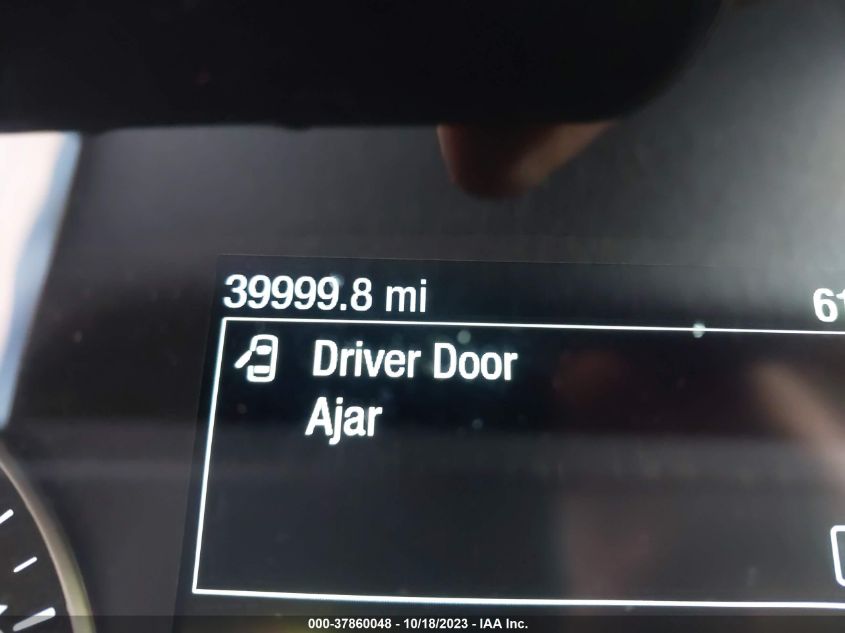 39999.8 mi
Driver Door
Ajar
000-37860048 - 10/18/2023 - IAA Inc.